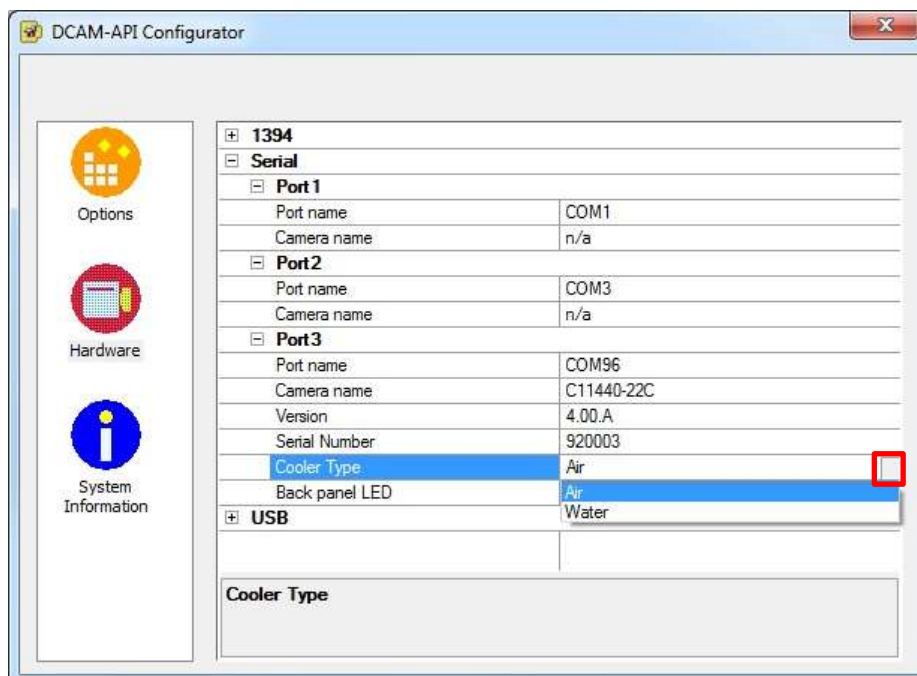 DCAM-API Configurator
Options
Hardware
System
Information
1394
Serial
Port1
Port name COM1
Camera name n/a
Port2
Port name COM3
Camera name n/a
Port3
Port name COM96
Camera name C11440-22C
Version 4.00.A
Serial Number 920003
Cooler Type Air
Back panel LED Air
Water
USB
Cooler Type